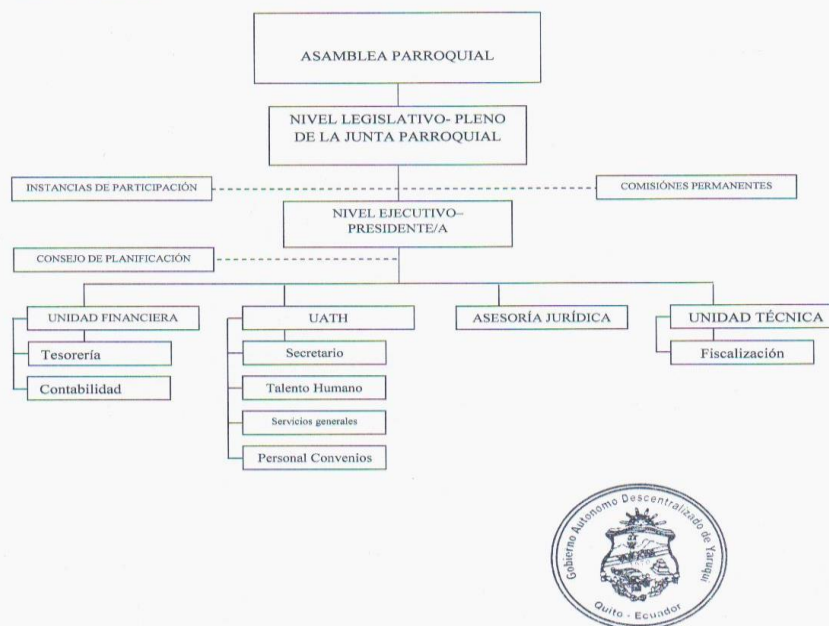 ASAMBLEA PARROQUIAL
NIVEL LEGISLATIVO- PLENO
DE LA JUNTA PARROQUIAL
INSTANCIAS DE PARTICIPACIÓN
COMISIÓNES PERMANENTES
NIVEL EJECUTIVO–
PRESIDENTE/A
CONSEJO DE PLANIFICACIÓN
UNIDAD FINANCIERA
UATH
ASESORÍA JURÍDICA
UNIDAD TÉCNICA
Tesorería
Secretario
Fiscalización
Contabilidad
Talento Humano
Servicios generales
Personal Convenios
Gobierno Autonomo Descentralizado de Yaruqui
Quito - Ecuador